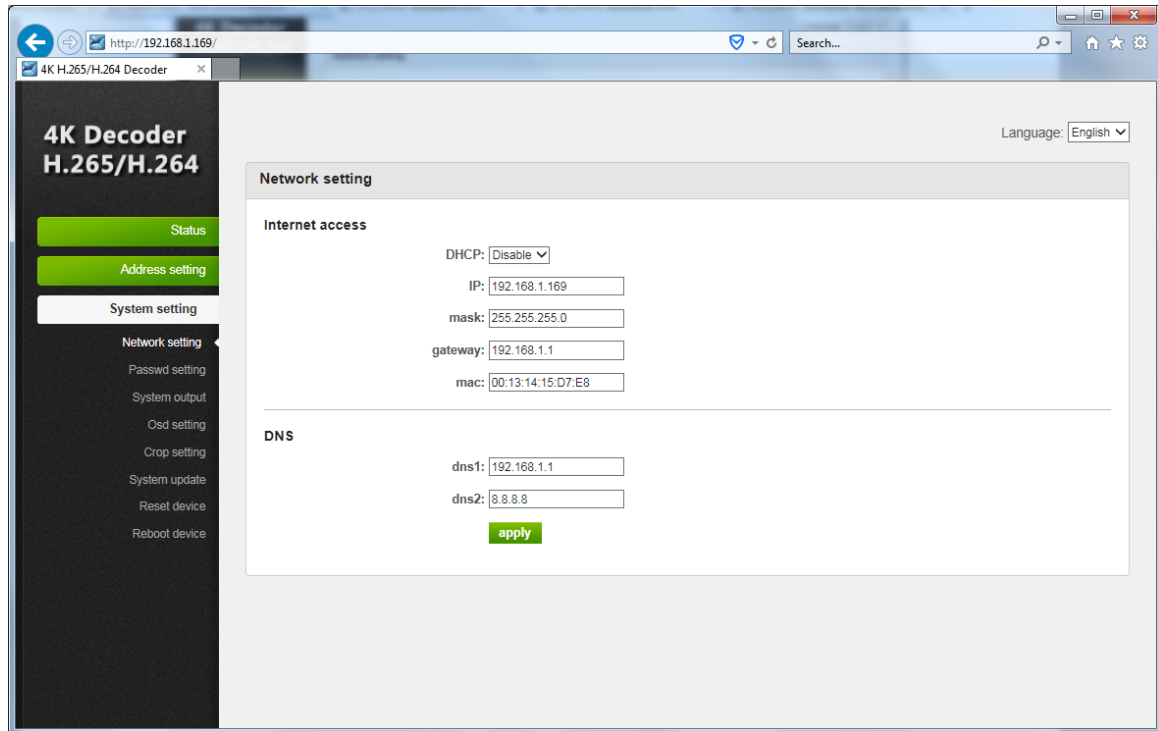 http://192.168.1.169/
Search...
4K H.265/H.264 Decoder
4K Decoder
H.265/H.264
Language: English
Status
Address setting
System setting
Network setting
Passwd setting
System output
Osd setting
Crop setting
System update
Reset device
Reboot device
Network setting
Internet access
DHCP: Disable
IP: 192.168.1.169
mask: 255.255.255.0
gateway: 192.168.1.1
mac: 00:13:14:15:D7:E8
DNS
dns1: 192.168.1.1
dns2: 8.8.8.8
apply